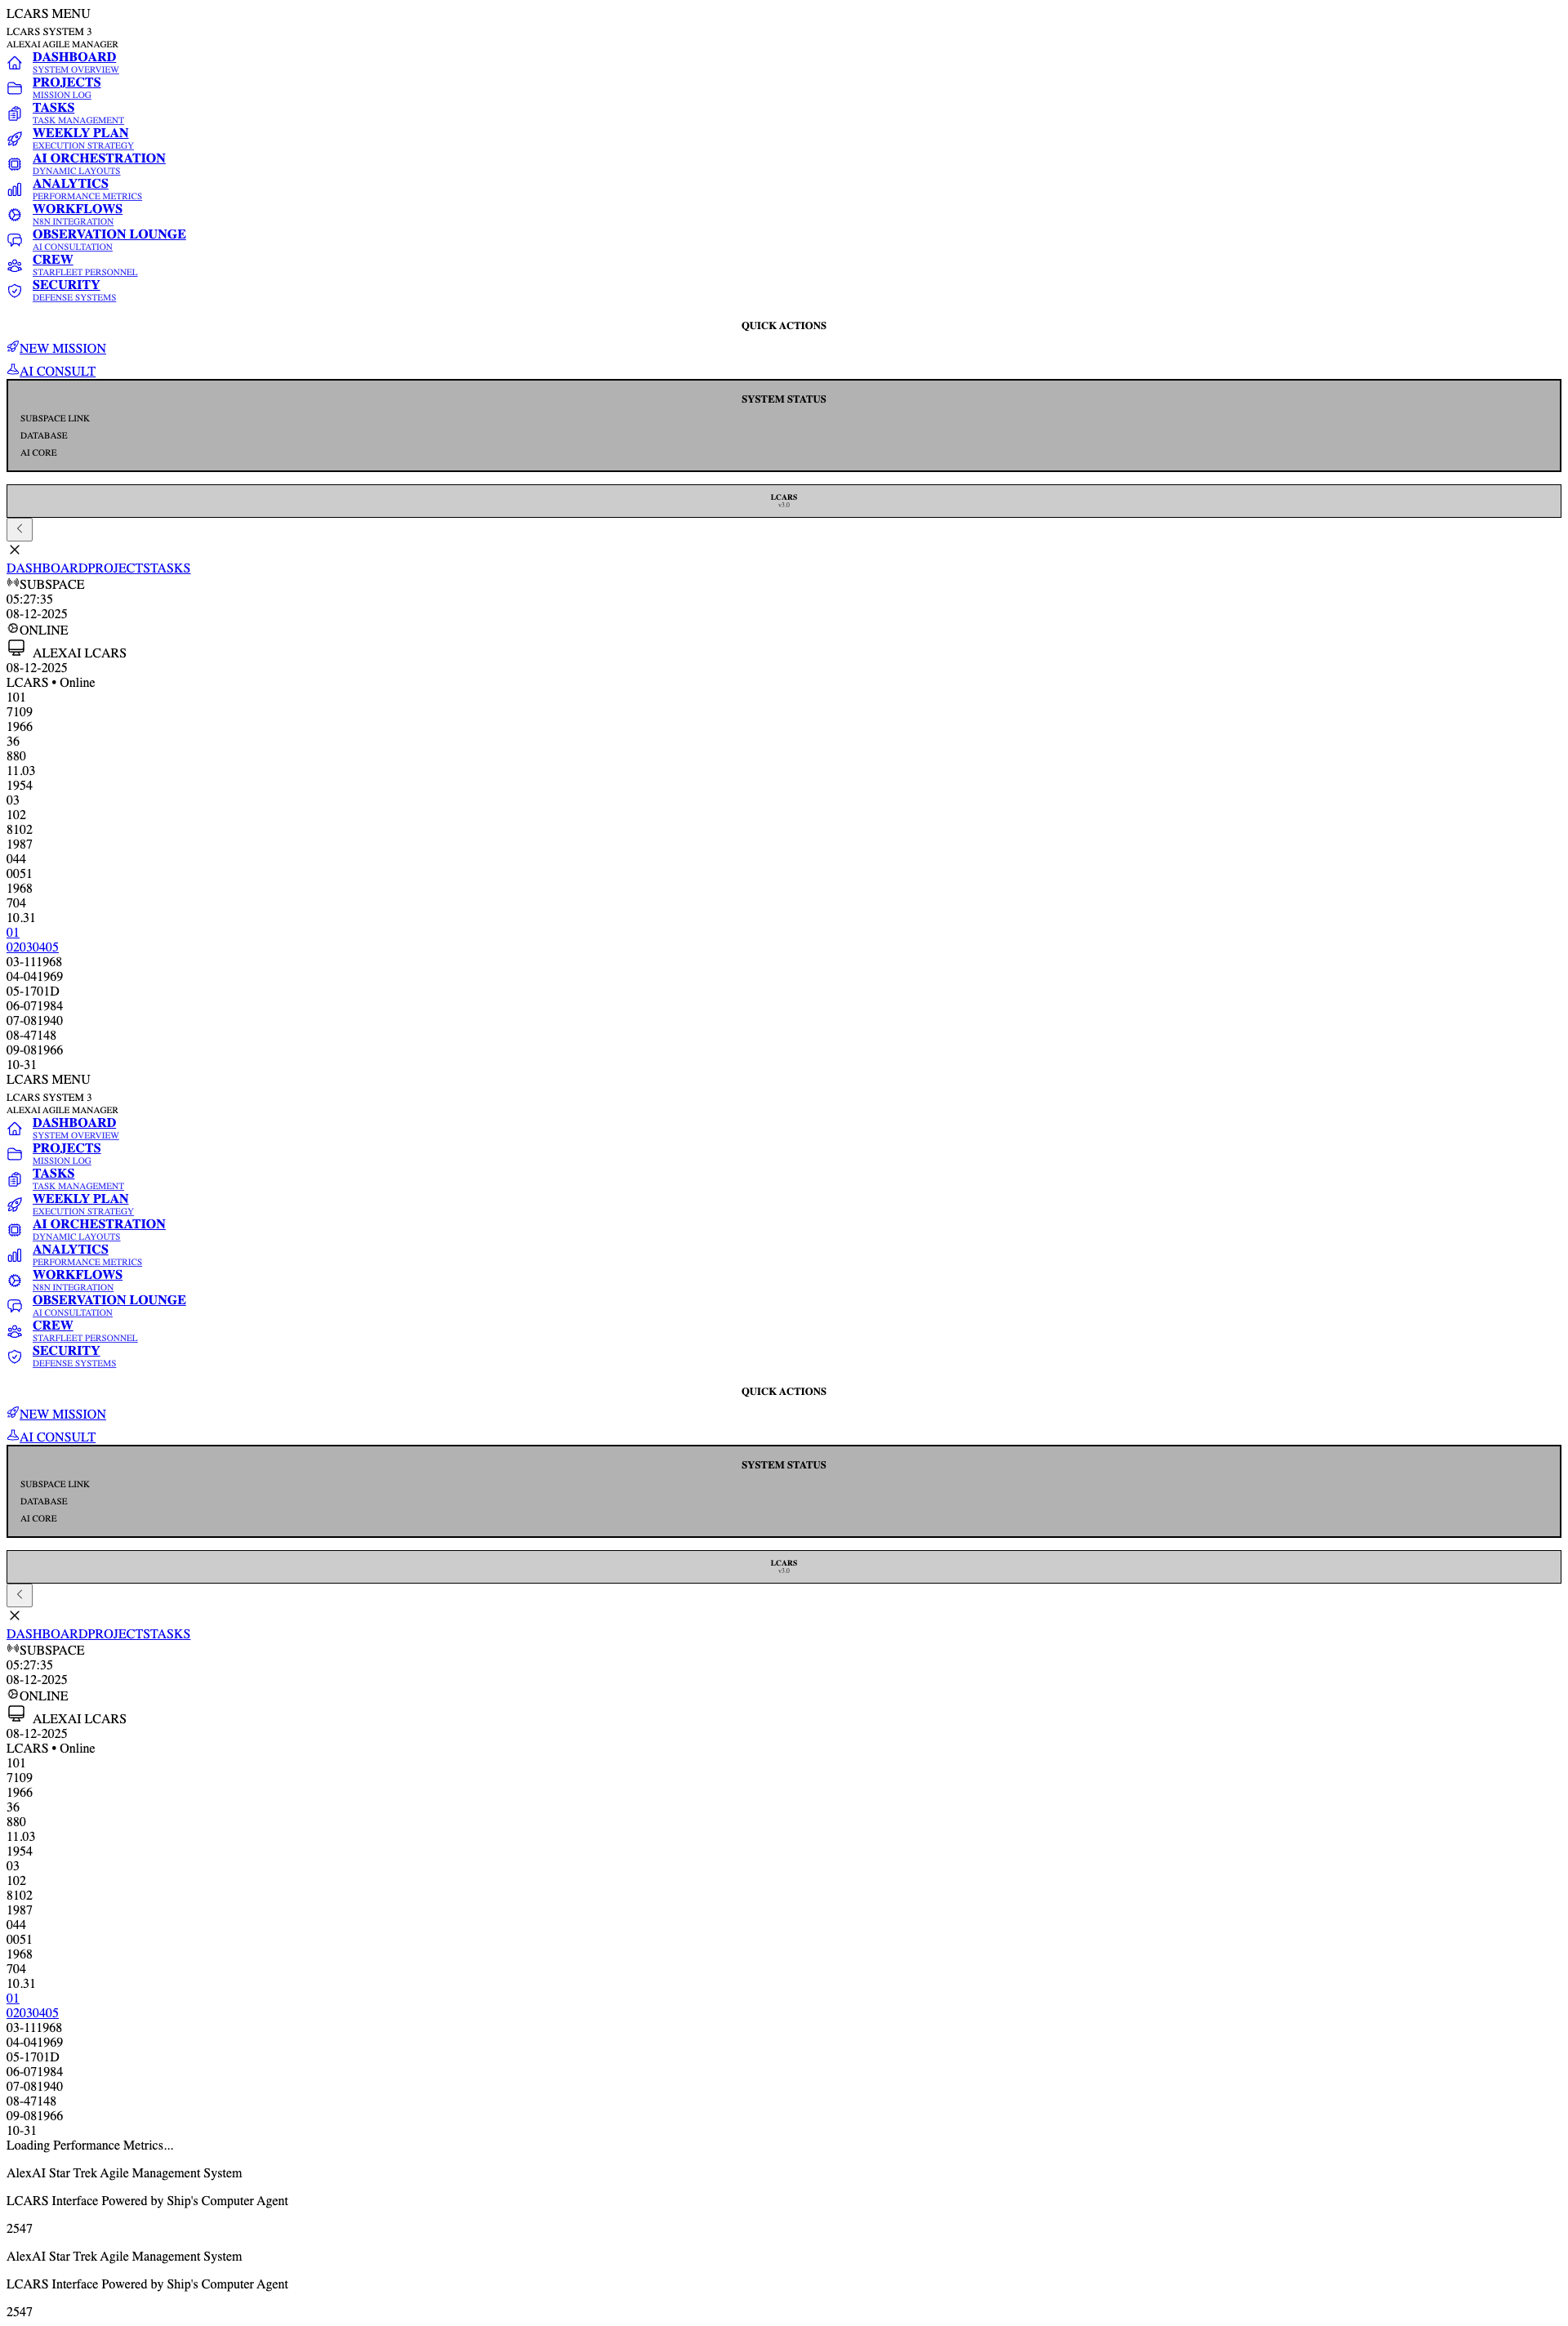 LCARS MENU
LCARS SYSTEM 3
ALEXAI AGILE MANAGER
DASHBOARD
SYSTEM OVERVIEW
PROJECTS
MISSION LOG
TASKS
TASK MANAGEMENT
WEEKLY PLAN
EXECUTION STRATEGY
AI ORCHESTRATION
DYNAMIC LAYOUTS
ANALYTICS
PERFORMANCE METRICS
WORKFLOWS
N8N INTEGRATION
OBSERVATION LOUNGE
AI CONSULTATION
CREW
STARFLEET PERSONNEL
SECURITY
DEFENSE SYSTEMS
QUICK ACTIONS
NEW MISSION
AI CONSULT
SYSTEM STATUS
SUBSPACE LINK
DATABASE
AI CORE
LCARS
v3.0
DASHBOARDPROJECTSTASKS
SUBSPACE
05:27:35
08-12-2025
ONLINE
ALEXAI LCARS
08-12-2025
LCARS • Online
101
7109
1966
36
880
11.03
1954
03
102
8102
1987
044
0051
1968
704
10.31
01
02030405
03-111968
04-041969
05-1701D
06-071984
07-081940
08-47148
09-081966
10-31
LCARS MENU
LCARS SYSTEM 3
ALEXAI AGILE MANAGER
DASHBOARD
SYSTEM OVERVIEW
PROJECTS
MISSION LOG
TASKS
TASK MANAGEMENT
WEEKLY PLAN
EXECUTION STRATEGY
AI ORCHESTRATION
DYNAMIC LAYOUTS
ANALYTICS
PERFORMANCE METRICS
WORKFLOWS
N8N INTEGRATION
OBSERVATION LOUNGE
AI CONSULTATION
CREW
STARFLEET PERSONNEL
SECURITY
DEFENSE SYSTEMS
QUICK ACTIONS
NEW MISSION
AI CONSULT
SYSTEM STATUS
SUBSPACE LINK
DATABASE
AI CORE
LCARS
v3.0
DASHBOARDPROJECTSTASKS
SUBSPACE
05:27:35
08-12-2025
ONLINE
ALEXAI LCARS
08-12-2025
LCARS • Online
101
7109
1966
36
880
11.03
1954
03
102
8102
1987
044
0051
1968
704
10.31
01
02030405
03-111968
04-041969
05-1701D
06-071984
07-081940
08-47148
09-081966
10-31
Loading Performance Metrics...
AlexAI Star Trek Agile Management System
LCARS Interface Powered by Ship's Computer Agent
2547
AlexAI Star Trek Agile Management System
LCARS Interface Powered by Ship's Computer Agent
2547